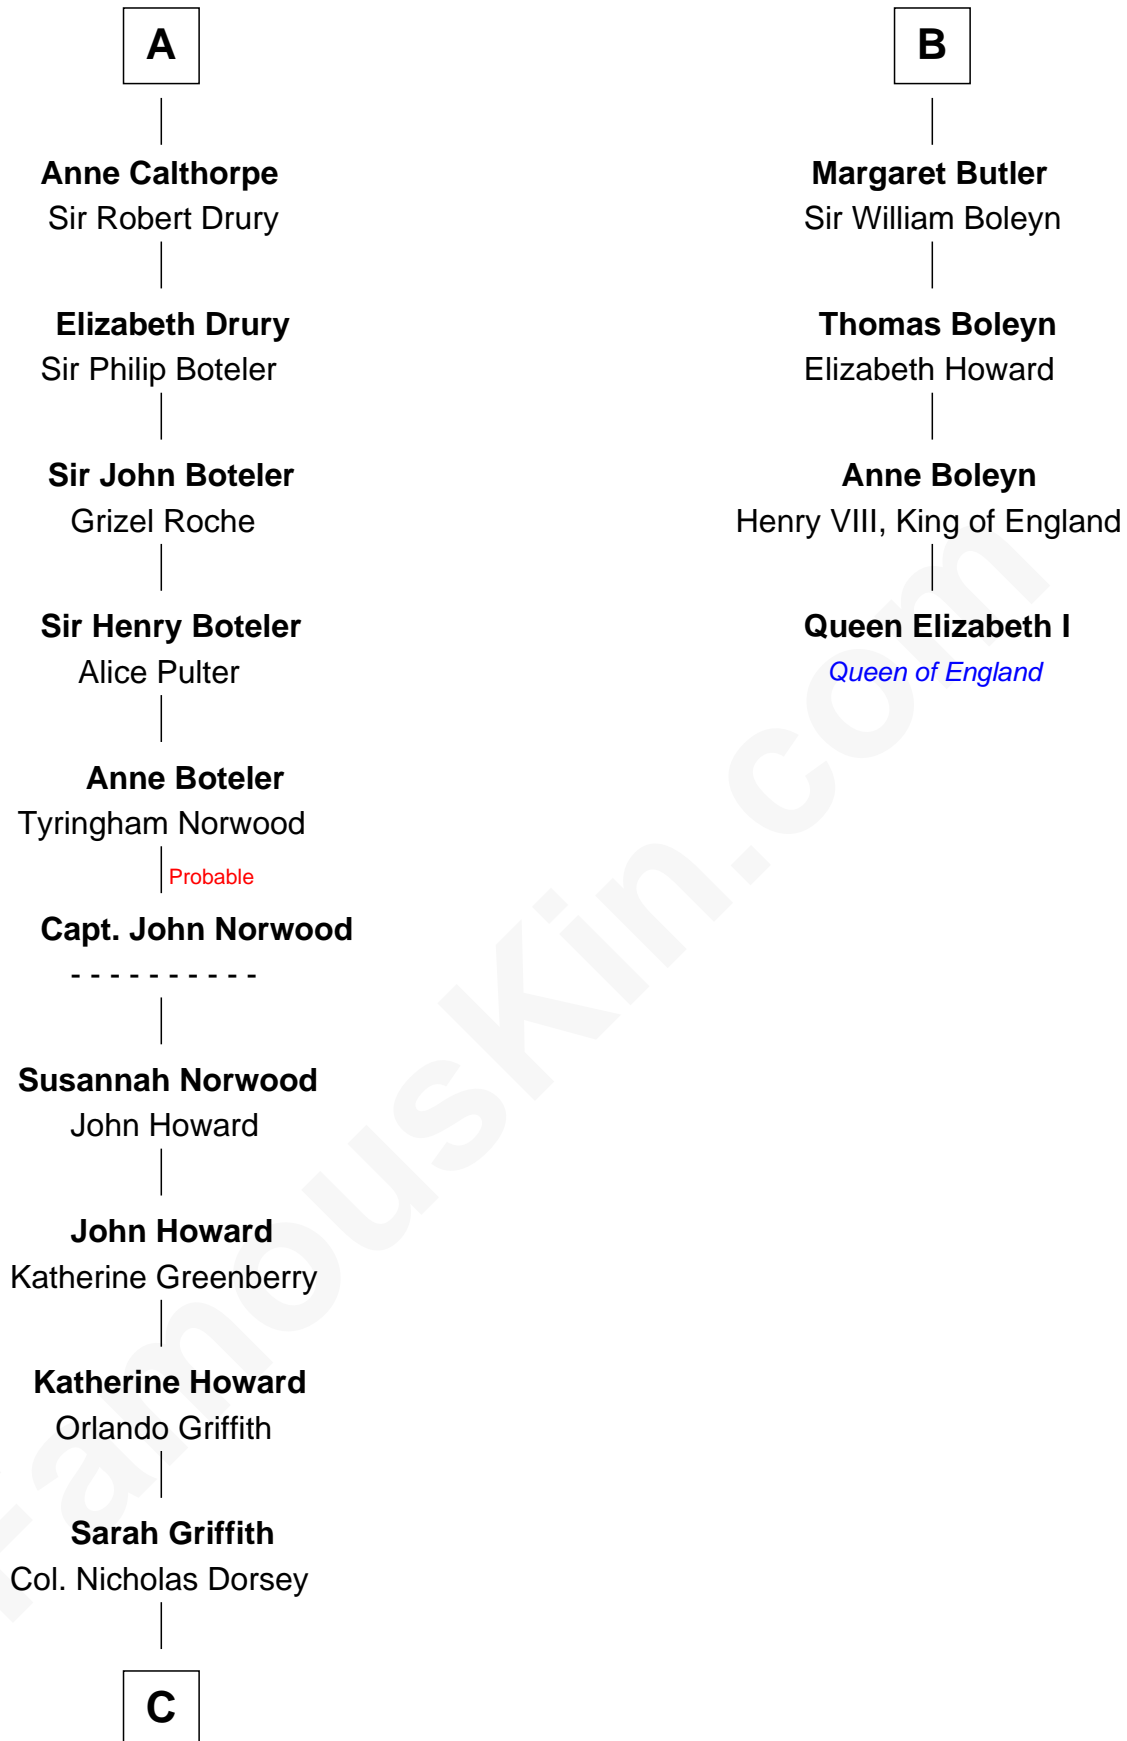 A
Anne Calthorpe
Sir Robert Drury
Elizabeth Drury
Sir Philip Boteler
Sir John Boteler
Grizel Roche
Sir Henry Boteler
Alice Pulter
Anne Boteler
Tyringham Norwood
Probable
Capt. John Norwood
- - - - - - - - - -
Susannah Norwood
John Howard
John Howard
Katherine Greenberry
Katherine Howard
Orlando Griffith
Sarah Griffith
Col. Nicholas Dorsey
C
B
Margaret Butler
Sir William Boleyn
Thomas Boleyn
Elizabeth Howard
Anne Boleyn
Henry VIII, King of England
Queen Elizabeth I
Queen of England
FamousKin.com